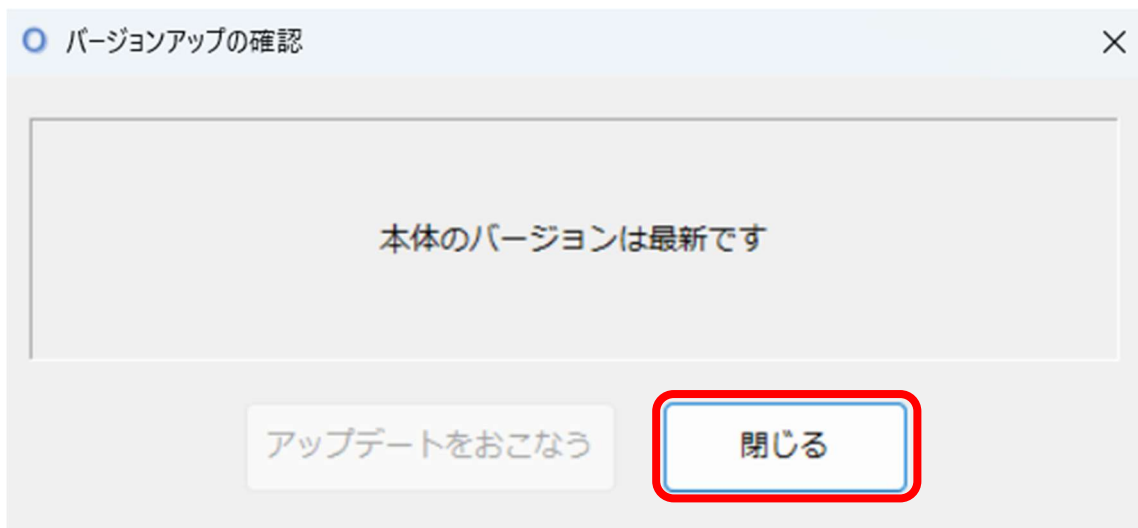 バージョンアップの確認
本体のバージョンは最新です
アップデートをおこなう
閉じる